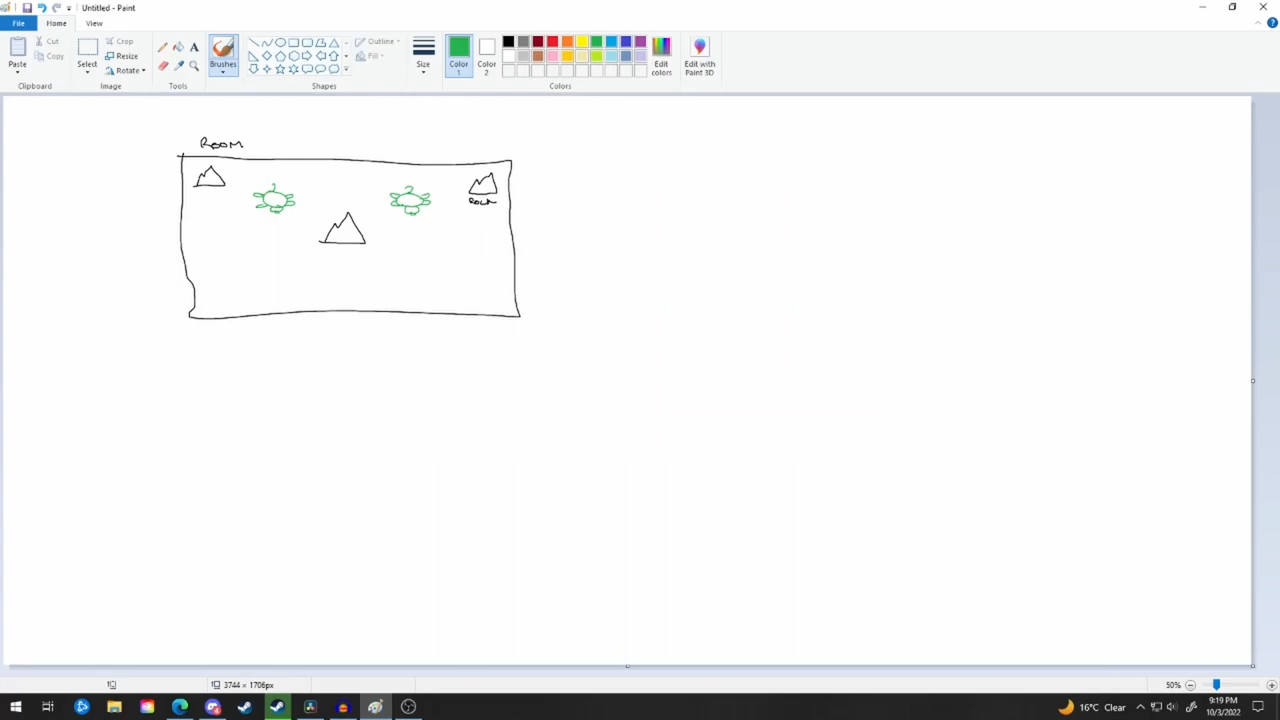 Untitled - Paint
File
Home
View
Paste
Cut
Copy
Clipboard
Select
Crop
Resize
Rotate
Image
A
Tools
Brushes
Outline
Fill
Shapes
Size
Color 1
Color 2
Edit colors
Colors
Edit with Paint 3D
ROOM
ROCK
3744 × 1706px
50%
16°C Clear
9:19 PM
10/3/2022